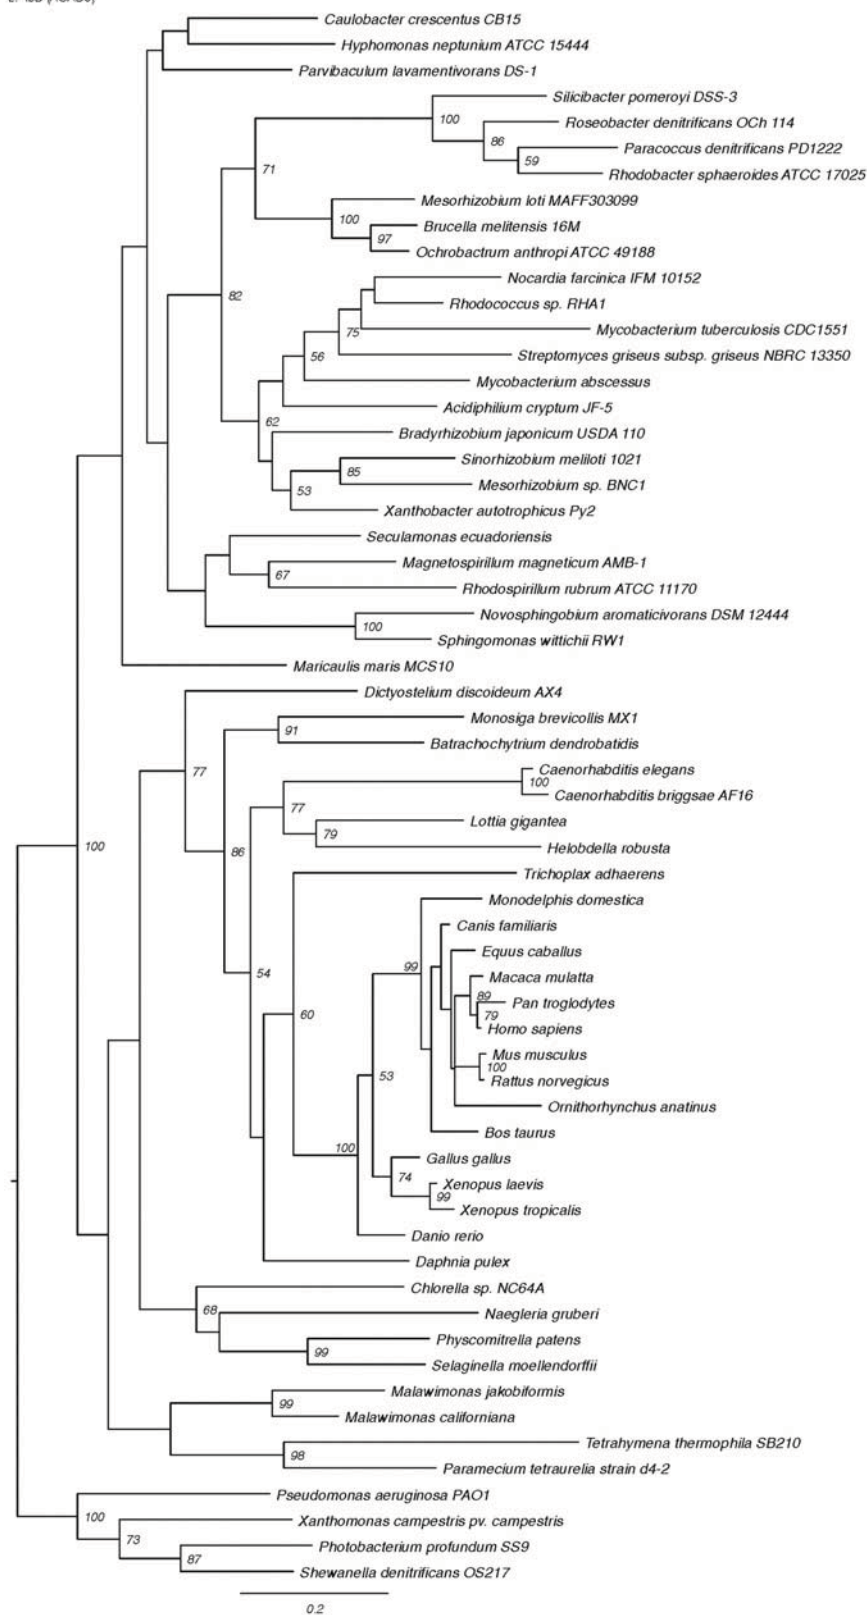 Caulobacter crescentus CB15
Hyphomonas neptunium ATCC 15444
Parvibaculum lavamentivorans DS-1
Silicibacter pomeroyi DSS-3
100
Roseobacter denitrificans OCh 114
86
Paracoccus denitrificans PD1222
59
Rhodobacter sphaeroides ATCC 17025
71
Mesorhizobium loti MAFF303099
100
Brucella melitensis 16M
97
Ochrobactrum anthropi ATCC 49188
Nocardia farcinica IFM 10152
82
Rhodococcus sp. RHA1
Mycobacterium tuberculosis CDC1551
75
Streptomyces griseus subsp. griseus NBRC 13350
56
Mycobacterium abscessus
Acidiphilium cryptum JF-5
62
Bradyrhizobium japonicum USDA 110
Sinorhizobium meliloti 1021
85
Mesorhizobium sp. BNC1
53
Xanthobacter autotrophicus Py2
Seculamonas ecuadoriensis
Magnetospirillum magneticum AMB-1
67
Rhodospirillum rubrum ATCC 11170
Novosphingobium aromaticivorans DSM 12444
100
Sphingomonas wittichii RW1
Maricaulis maris MCS10
Dictyostelium discoideum AX4
Monosiga brevicollis MX1
91
Batrachochytrium dendrobatidis
77
Caenorhabditis elegans
100
Caenorhabditis briggsae AF16
77
Lottia gigantea
79
Helobdella robusta
100
86
Trichoplax adhaerens
Monodelphis domestica
Canis familiaris
Equus caballus
99
54
Macaca mulatta
89
Pan troglodytes
79
60
Homo sapiens
Mus musculus
100
53
Rattus norvegicus
Ornithorhynchus anatinus
Bos taurus
100
Gallus gallus
74
Xenopus laevis
99
Xenopus tropicalis
Danio rerio
Daphnia pulex
Chlorella sp. NC64A
68
Naegleria gruberi
Physcomitrella patens
99
Selaginella moellendorffii
Malawimonas jakobiformis
99
Malawimonas californiana
Tetrahymena thermophila SB210
98
Paramecium tetraurelia strain d4-2
Pseudomonas aeruginosa PAO1
100
Xanthomonas campestris pv. campestris
73
Photobacterium profundum SS9
87
Shewanella denitrificans OS217
0.2